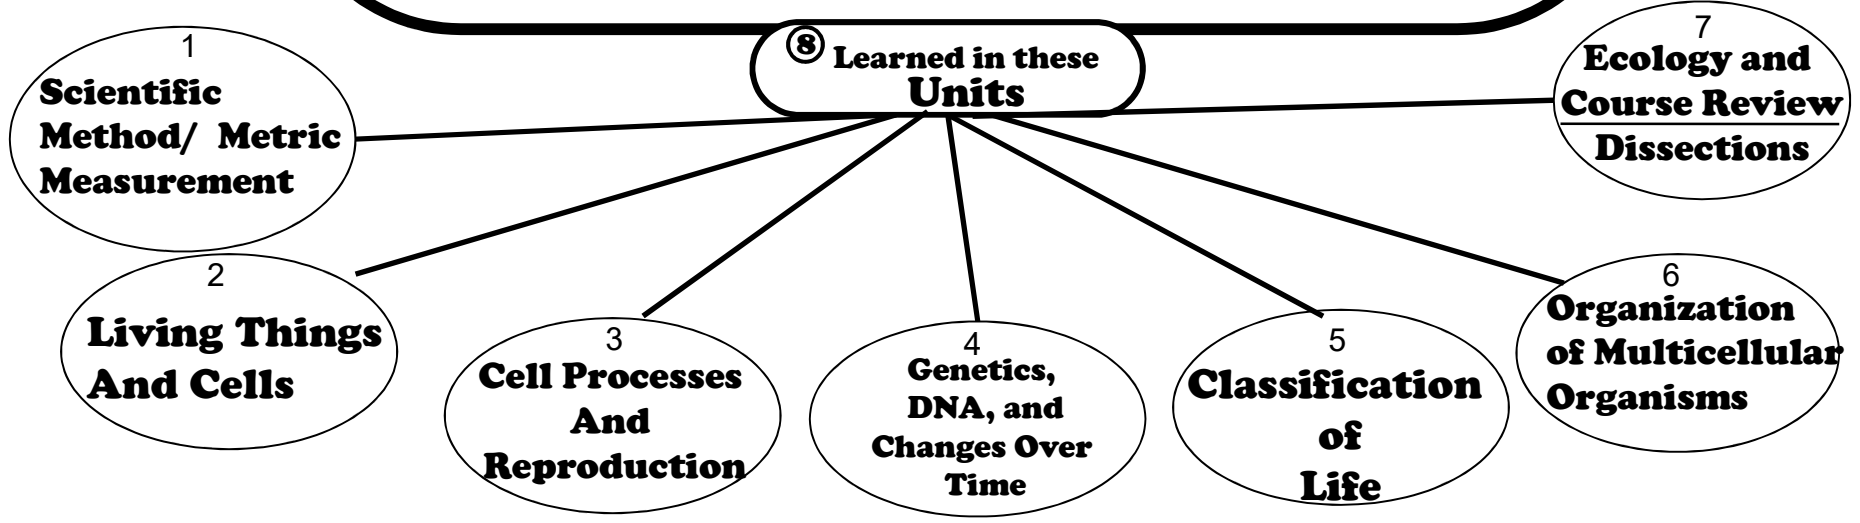 ⑧ Learned in these
Units
1
Scientific
Method/ Metric
Measurement
2
Living Things
And Cells
3
Cell Processes
And
Reproduction
4
Genetics,
DNA, and
Changes Over
Time
5
Classification
of
Life
6
Organization
of Multicellular
Organisms
7
Ecology and
Course Review
Dissections